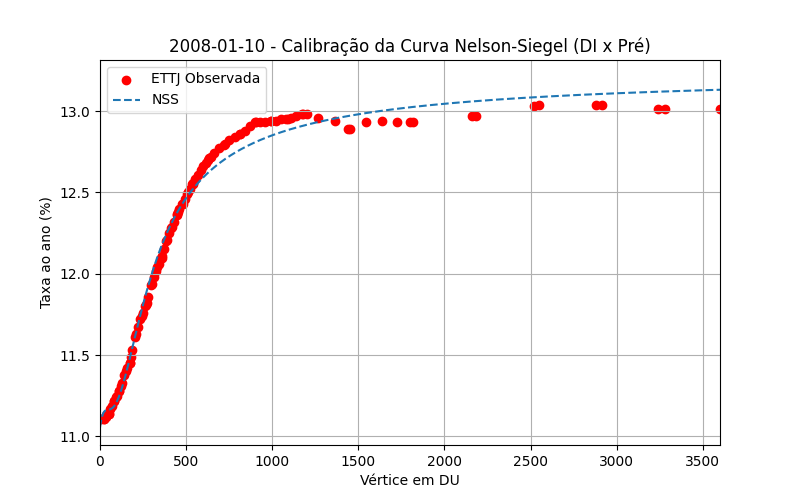 2008-01-10 - Calibração da Curva Nelson-Siegel (DI x Pré)
ETTJ Observada
NSS
Taxa ao ano (%)
13.0
12.5
12.0
11.5
11.0
0 500 1000 1500 2000 2500 3000 3500
Vértice em DU